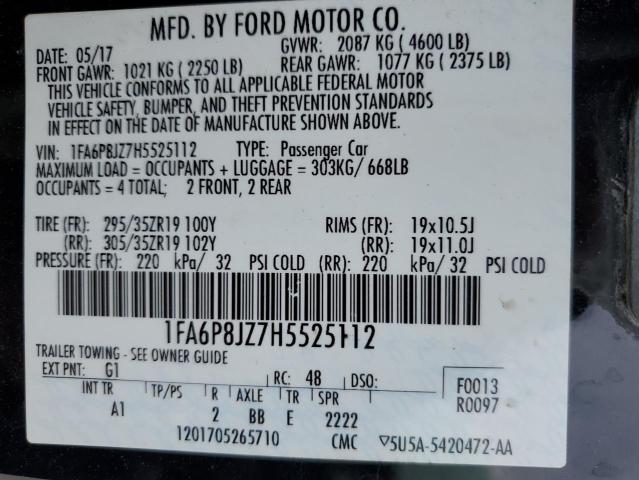 MFD. BY FORD MOTOR CO.
DATE: 05/17 GVWR: 2087 KG ( 4600 LB)
FRONT GAWR: 1021 KG ( 2250 LB) REAR GAWR: 1077 KG ( 2375 LB)
THIS VEHICLE CONFORMS TO ALL APPLICABLE FEDERAL MOTOR
VEHICLE SAFETY, BUMPER, AND THEFT PREVENTION STANDARDS
IN EFFECT ON THE DATE OF MANUFACTURE SHOWN ABOVE.
VIN: 1FA6P8JZ7H5525112 TYPE: Passenger Car
MAXIMUM LOAD = OCCUPANTS + LUGGAGE = 303KG/ 668LB
OCCUPANTS = 4 TOTAL; 2 FRONT, 2 REAR
TIRE (FR): 295/35ZR19 100Y RIMS (FR): 19x10.5J
(RR): 305/35ZR19 102Y (RR): 19x11.0J
PRESSURE (FR): 220 kPa/ 32 PSI COLD (RR): 220 kPa/ 32 PSI COLD
1FA6P8JZ7H5525112
TRAILER TOWING - SEE OWNER GUIDE
EXT PNT: G1 RC: 48 DSO: F0013
INT TR TP/PS R AXLE TR SPR R0097
A1 2 BB E 2222
1201705265710 CMC 5U5A-5420472-AA